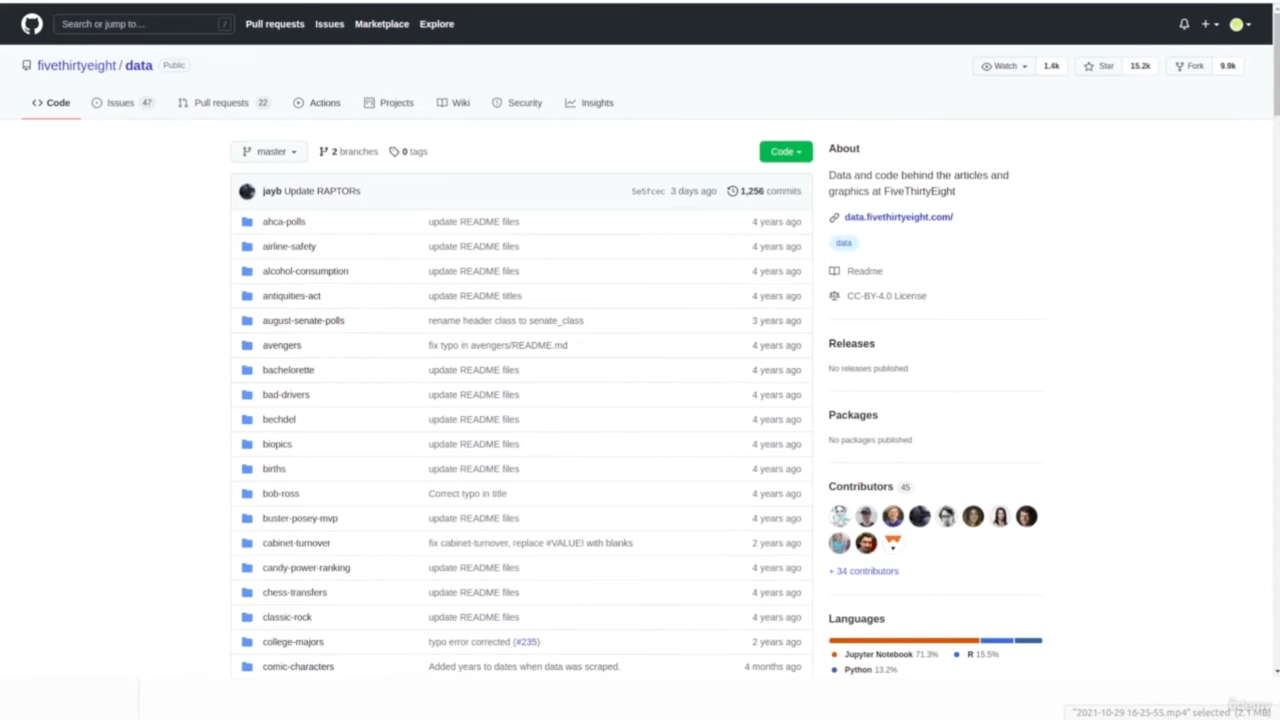 Search or jump to... / Pull requests Issues Marketplace Explore
fivethirtyeight / data Public Watch 1.4k Star 15.2k Fork 9.9k
Code Issues 47 Pull requests 22 Actions Projects Wiki Security Insights
master 2 branches 0 tags Code
jayb Update RAPTORs 5e5fcec 3 days ago 1,256 commits
ahca-polls update README files 4 years ago
airline-safety update README files 4 years ago
alcohol-consumption update README files 4 years ago
antiquities-act update README titles 4 years ago
august-senate-polls rename header class to senate_class 3 years ago
avengers fix typo in avengers/README.md 4 years ago
bachelorette update README files 4 years ago
bad-drivers update README files 4 years ago
bechdel update README files 4 years ago
biopics update README files 4 years ago
births update README files 4 years ago
bob-ross Correct typo in title 4 years ago
buster-posey-mvp update README files 4 years ago
cabinet-turnover fix cabinet-turnover, replace #VALUE! with blanks 2 years ago
candy-power-ranking update README files 4 years ago
chess-transfers update README files 4 years ago
classic-rock update README files 4 years ago
college-majors typo error corrected (#235) 2 years ago
comic-characters Added years to dates when data was scraped. 4 months ago
About
Data and code behind the articles and
graphics at FiveThirtyEight
data.fivethirtyeight.com/
data
Readme
CC-BY-4.0 License
Releases
No releases published
Packages
No packages published
Contributors 45
+ 34 contributors
Languages
Jupyter Notebook 71.3% R 15.5%
Python 13.2%
"2021-10-29 16-25-55.mp4" selected (2.1 MB)